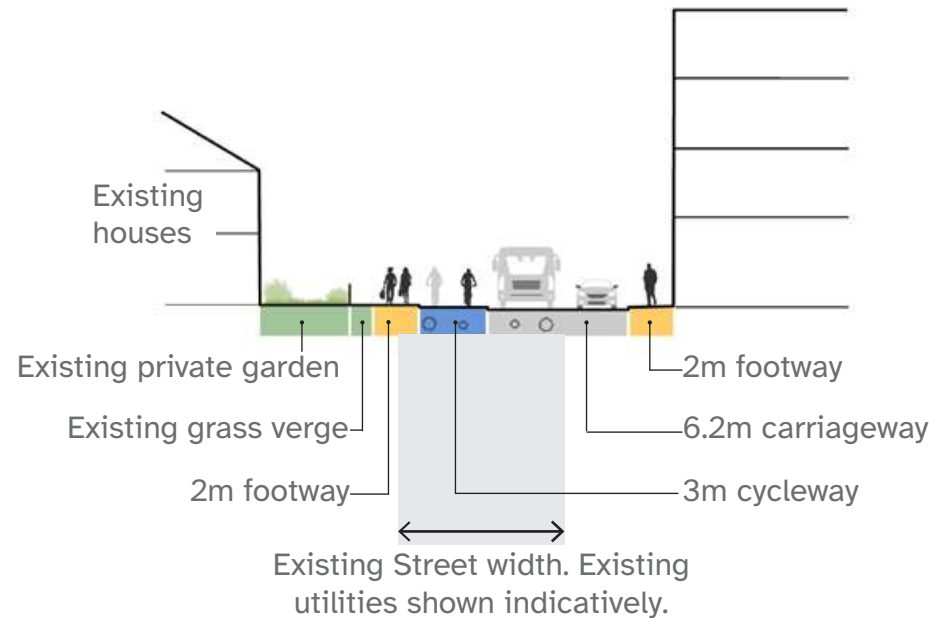 Existing
houses
Existing private garden
2m footway
Existing grass verge
6.2m carriageway
2m footway
3m cycleway
Existing Street width. Existing
utilities shown indicatively.